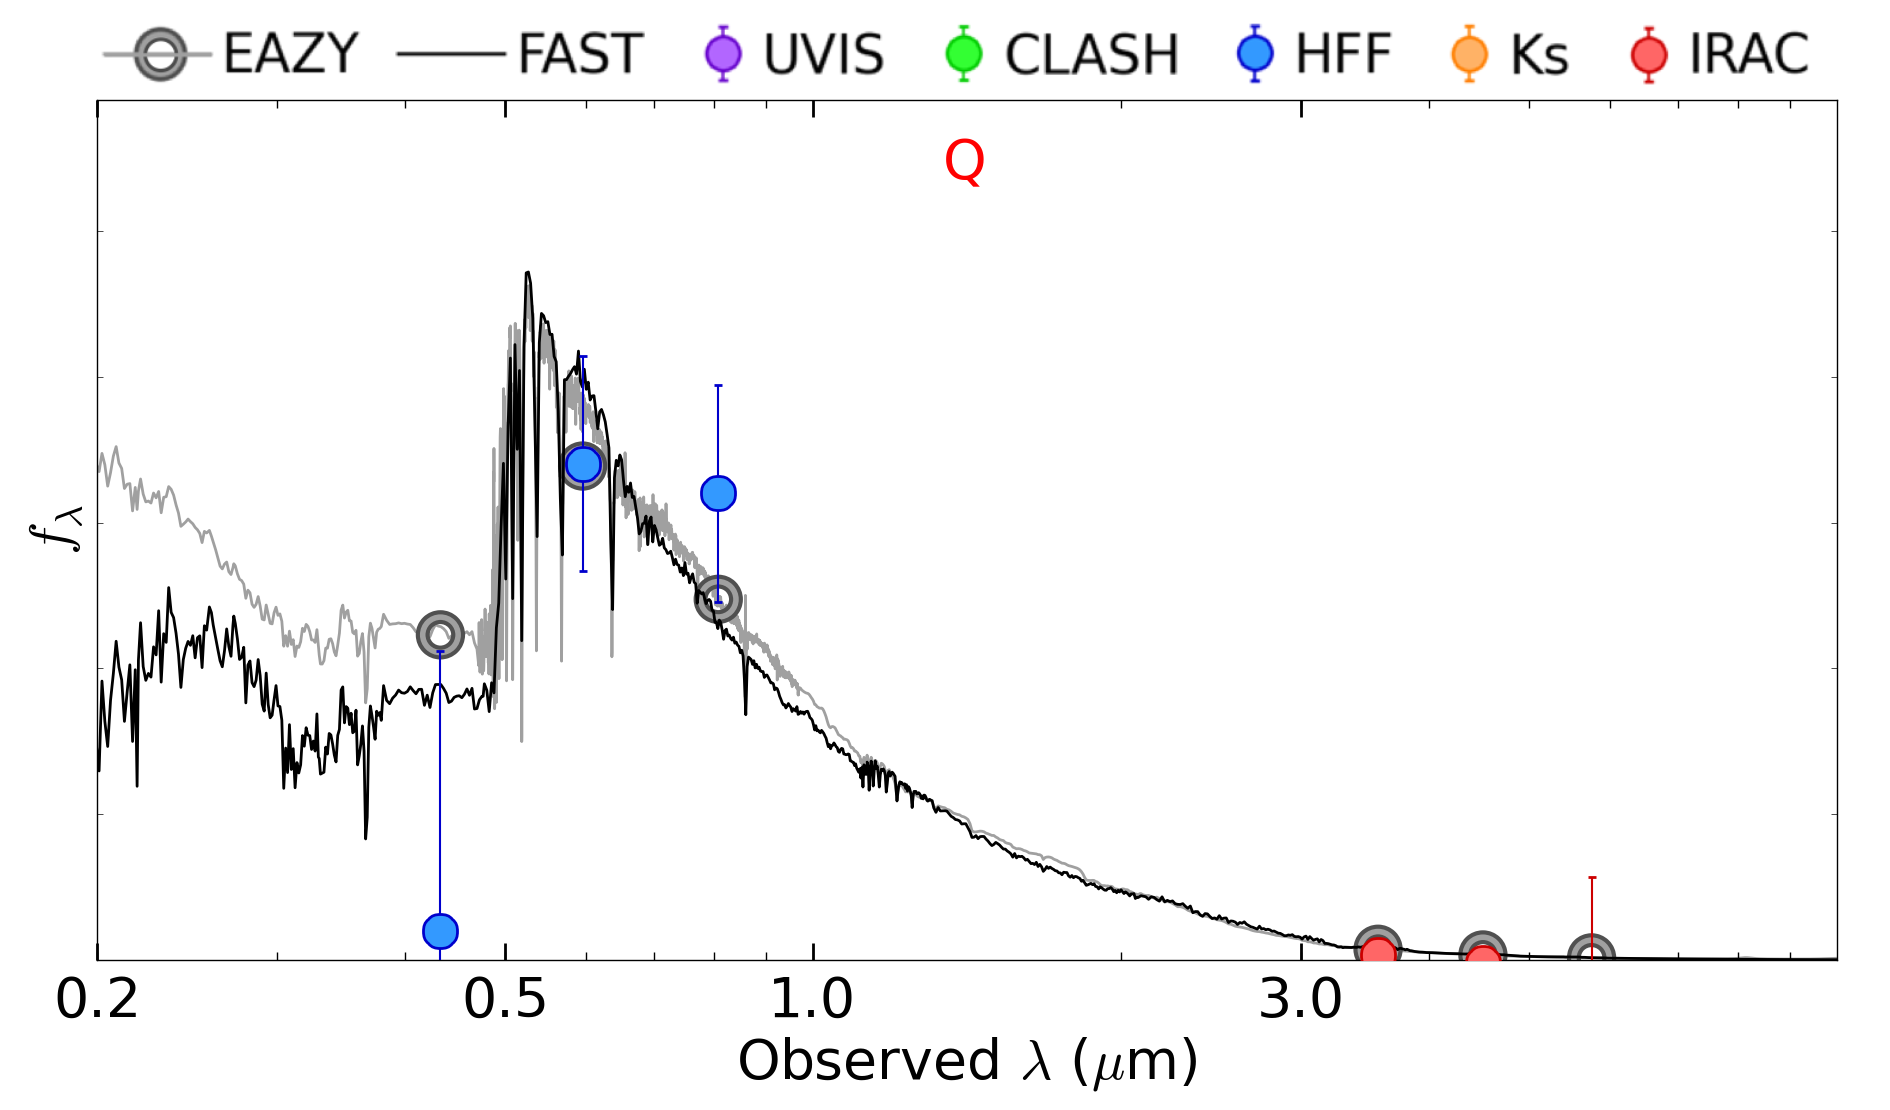 EAZY FAST UVIS CLASH HFF Ks IRAC
Q
fλ
0.2 0.5 1.0 3.0
Observed λ (μm)